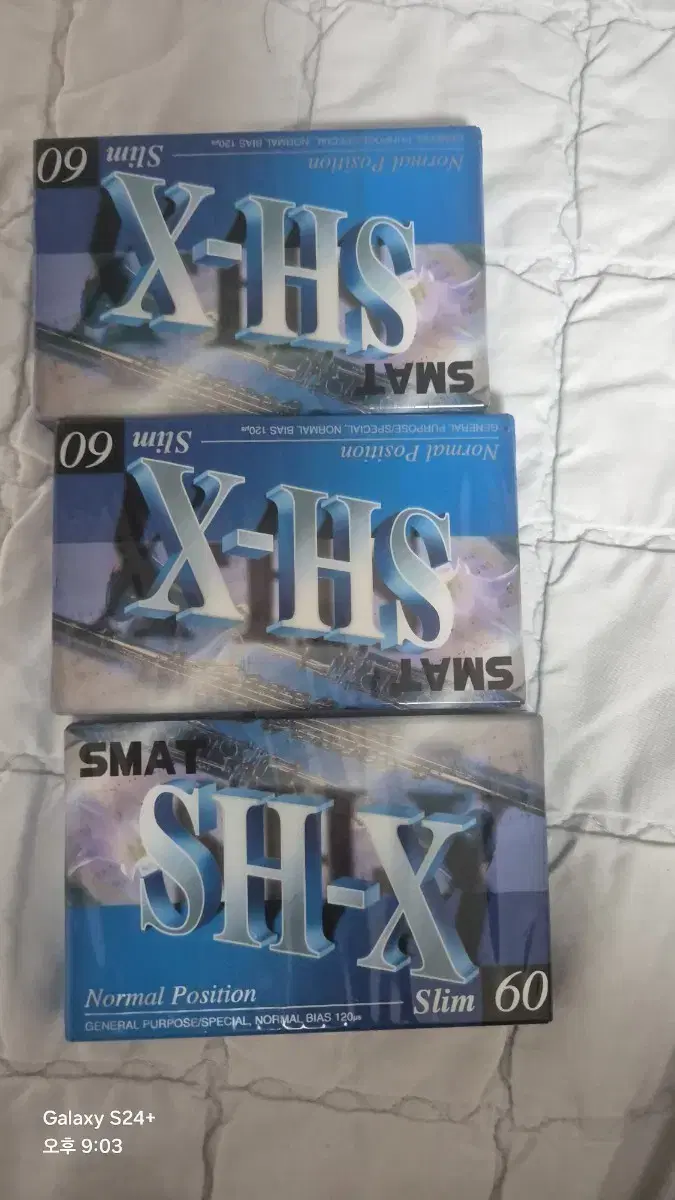 GENERAL PURPOSE/SPECIAL, NORMAL BIAS 120µs
Normal Position
Slim 60
SH-X
SMAT
GENERAL PURPOSE/SPECIAL, NORMAL BIAS 120µs
Normal Position
Slim 60
SH-X
SMAT
SMAT
SH-X
Normal Position
Slim 60
GENERAL PURPOSE/SPECIAL, NORMAL BIAS 120µs
Galaxy S24+
오후 9:03